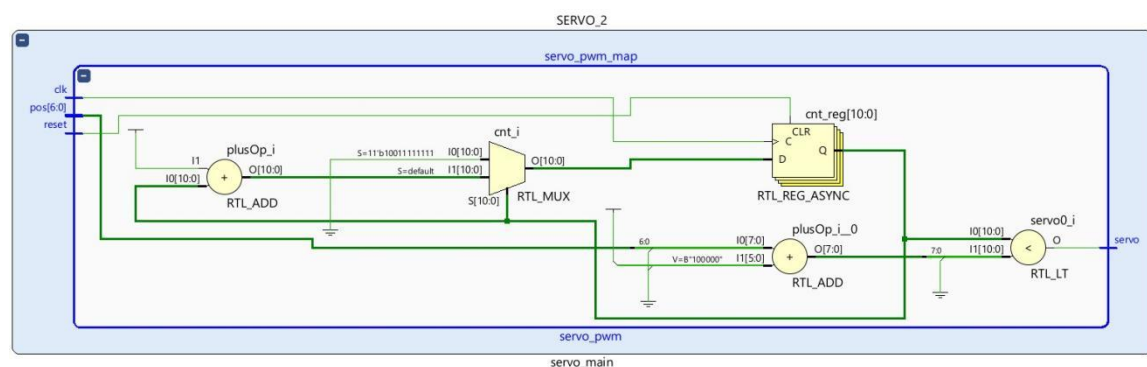 SERVO_2
servo_pwm_map
clk
pos[6:0]
reset
cnt_reg[10:0]
cnt_i
CLR
C
D
Q
RTL_REG_ASYNC
plusOp_i
I1
I0[10:0]
+
O[10:0]
RTL_ADD
S=11'b10011111111
I0[10:0]
S=default
I1[10:0]
S[10:0]
O[10:0]
RTL_MUX
plusOp_i__0
6:0
I0[7:0]
V=B"100000"
I1[5:0]
+
O[7:0]
RTL_ADD
servo0_i
I0[10:0]
7:0
I1[10:0]
<
O
servo
RTL_LT
servo_pwm
servo_main